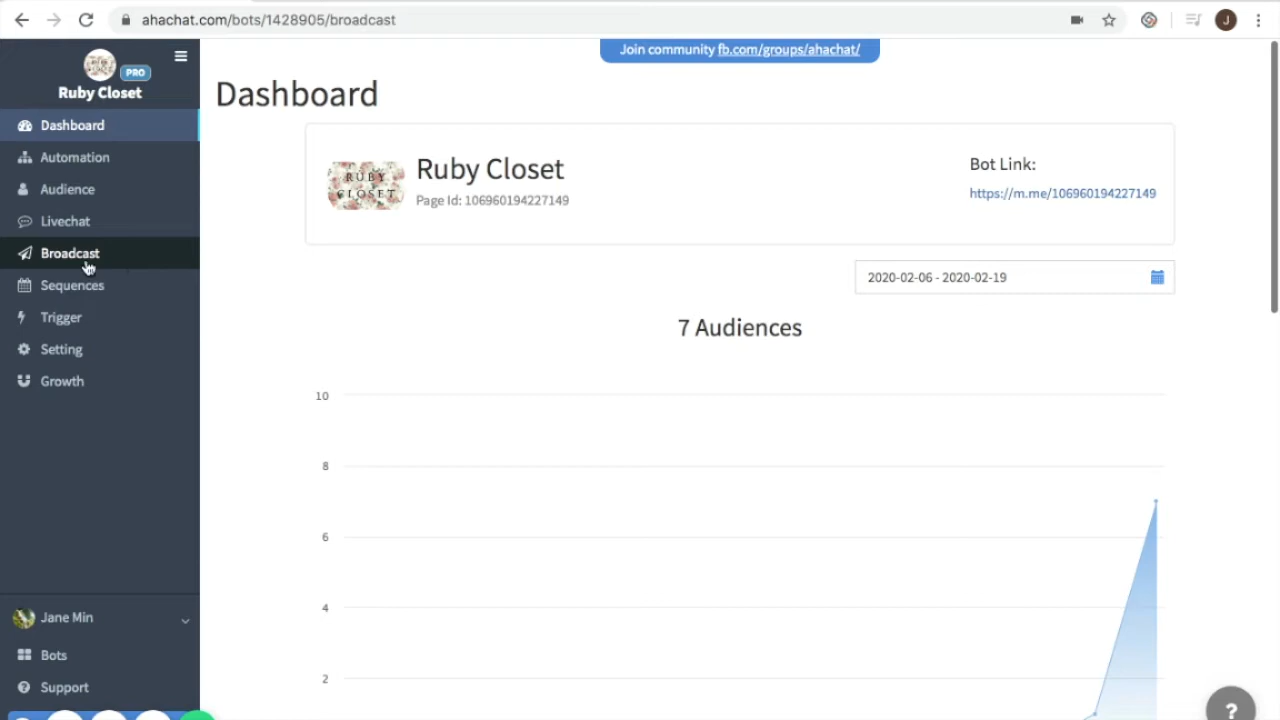 ahachat.com/bots/1428905/broadcast
J
Join community fb.com/groups/ahachat/
PRO
Ruby Closet
Dashboard
Automation
Audience
Livechat
Broadcast
Sequences
Trigger
Setting
Growth
Jane Min
Bots
Support
Dashboard
RUBY
CLOSET
Ruby Closet
Page Id: 106960194227149
Bot Link:
https://m.me/106960194227149
2020-02-06 - 2020-02-19
7 Audiences
10
8
6
4
2
?